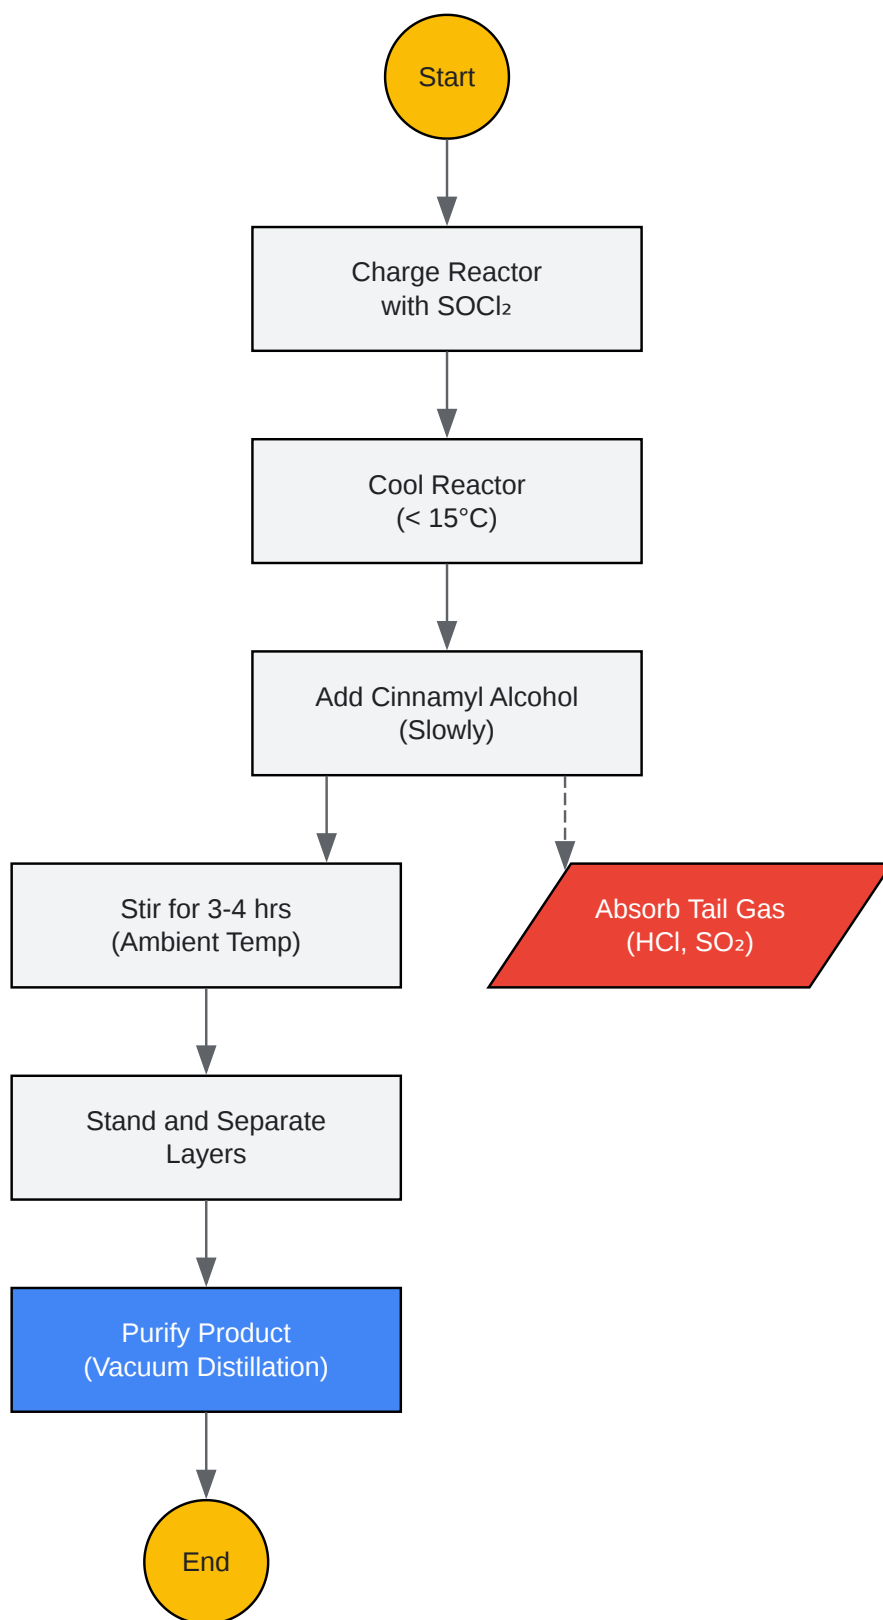 Start
Charge Reactor
with SOCl₂
Cool Reactor
(< 15°C)
Add Cinnamyl Alcohol
(Slowly)
Stir for 3-4 hrs
(Ambient Temp)
Absorb Tail Gas
(HCl, SO₂)
Stand and Separate
Layers
Purify Product
(Vacuum Distillation)
End